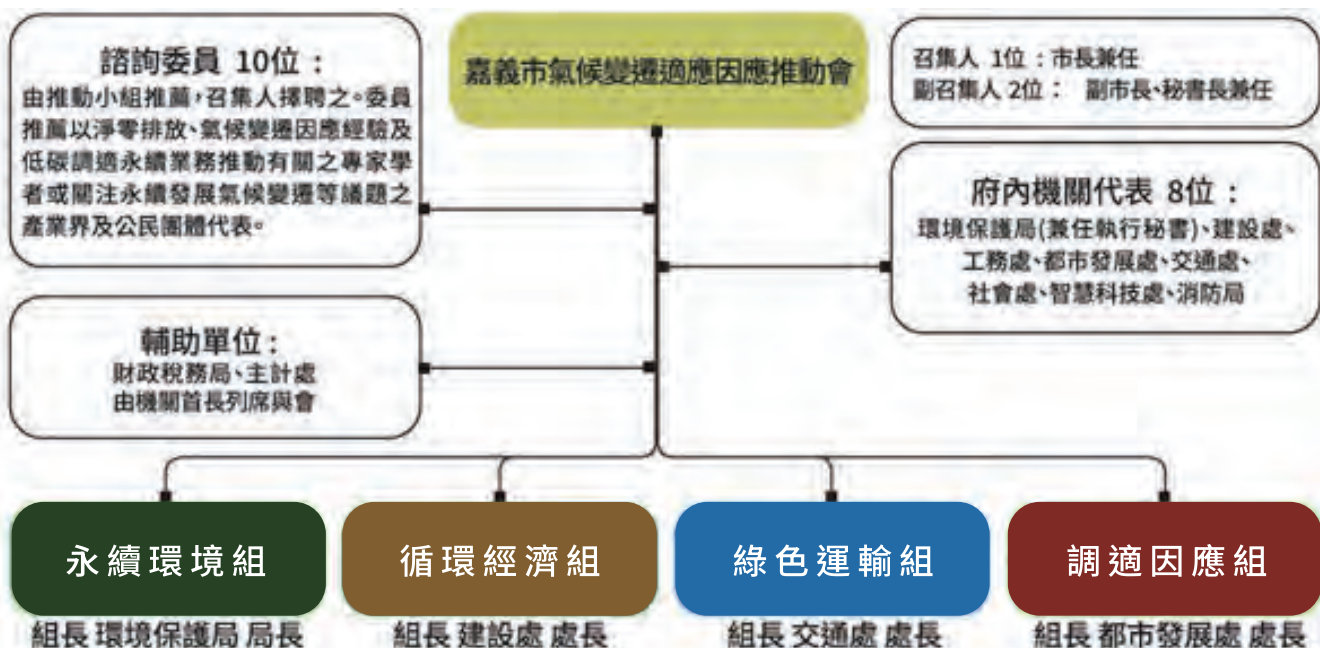 嘉義市氣候變遷適應因應推動會
諮詢委員 10位：
由推動小組推薦，召集人擇聘之。委員
推薦以淨零排放、氣候變遷因應經驗及
低碳調適永續業務推動有關之專家學
者或關注永續發展氣候變遷等議題之
產業界及公民團體代表。
召集人 1位：市長兼任
副召集人 2位： 副市長、秘書長兼任
府內機關代表 8位：
環境保護局(兼任執行秘書)、建設處、
工務處、都市發展處、交通處、
社會處、智慧科技處、消防局
輔助單位：
財政稅務局、主計處
由機關首長列席與會
永續環境組
組長 環境保護局 局長
循環經濟組
組長 建設處 處長
綠色運輸組
組長 交通處 處長
調適因應組
組長 都市發展處 處長